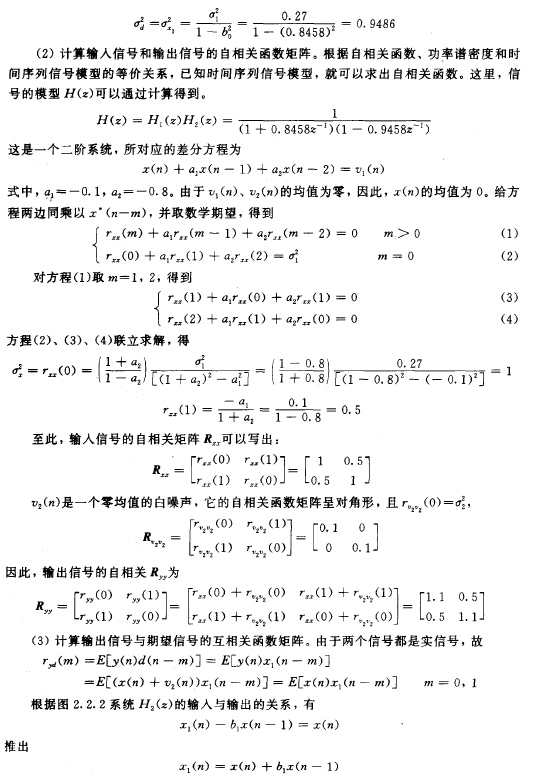 $$\sigma_d^2 = \sigma_{x_1}^2 = \frac{\sigma_1^2}{1 - b_0^2} = \frac{0.27}{1 - (0.8458)^2} = 0.9486$$
(2) 计算输入信号和输出信号的自相关函数矩阵。根据自相关函数、功率谱密度和时
间序列信号模型的等价关系，已知时间序列信号模型，就可以求出自相关函数。这里，信
号的模型 H(z)可以通过计算得到。
$$H(z) = H_1(z)H_2(z) = \frac{1}{(1 + 0.8458z^{-1})(1 - 0.9458z^{-1})}$$
这是一个二阶系统，所对应的差分方程为
$$x(n) + a_1x(n-1) + a_2x(n-2) = v_1(n)$$
式中，$a_1=-0.1$，$a_2=-0.8$。由于 $v_1(n)$、$v_2(n)$的均值为零，因此，$x(n)$的均值为 0。给方
程两边同乘以 $x^*(n-m)$，并取数学期望，得到
$$\begin{cases} r_{xx}(m) + a_1r_{xx}(m-1) + a_2r_{xx}(m-2) = 0 & m > 0 \quad (1) \\ r_{xx}(0) + a_1r_{xx}(1) + a_2r_{xx}(2) = \sigma_1^2 & m = 0 \quad (2) \end{cases}$$
对方程(1)取 m=1，2，得到
$$\begin{cases} r_{xx}(1) + a_1r_{xx}(0) + a_2r_{xx}(1) = 0 & (3) \\ r_{xx}(2) + a_1r_{xx}(1) + a_2r_{xx}(0) = 0 & (4) \end{cases}$$
方程(2)、(3)、(4)联立求解，得
$$\sigma_x^2 = r_{xx}(0) = \left(\frac{1+a_2}{1-a_2}\right)\frac{\sigma_1^2}{[(1+a_2)^2 - a_1^2]} = \left(\frac{1-0.8}{1+0.8}\right)\frac{0.27}{[(1-0.8)^2 - (-0.1)^2]} = 1$$
$$r_{xx}(1) = \frac{-a_1}{1+a_2} = \frac{0.1}{1-0.8} = 0.5$$
至此，输入信号的自相关矩阵 $R_{xx}$可以写出：
$$R_{xx} = \begin{bmatrix} r_{xx}(0) & r_{xx}(1) \\ r_{xx}(1) & r_{xx}(0) \end{bmatrix} = \begin{bmatrix} 1 & 0.5 \\ 0.5 & 1 \end{bmatrix}$$
$v_2(n)$是一个零均值的白噪声，它的自相关函数矩阵呈对角形，且 $r_{v_2v_2}(0)=\sigma_2^2$，
$$R_{v_2v_2} = \begin{bmatrix} r_{v_2v_2}(0) & r_{v_2v_2}(1) \\ r_{v_2v_2}(1) & r_{v_2v_2}(0) \end{bmatrix} = \begin{bmatrix} 0.1 & 0 \\ 0 & 0.1 \end{bmatrix}$$
因此，输出信号的自相关 $R_{yy}$为
$$R_{yy} = \begin{bmatrix} r_{yy}(0) & r_{yy}(1) \\ r_{yy}(1) & r_{yy}(0) \end{bmatrix} = \begin{bmatrix} r_{xx}(0) + r_{v_2v_2}(0) & r_{xx}(1) + r_{v_2v_2}(1) \\ r_{xx}(1) + r_{v_2v_2}(1) & r_{xx}(0) + r_{v_2v_2}(0) \end{bmatrix} = \begin{bmatrix} 1.1 & 0.5 \\ 0.5 & 1.1 \end{bmatrix}$$
(3) 计算输出信号与期望信号的互相关函数矩阵。由于两个信号都是实信号，故
$$r_{yd}(m) = E[y(n)d(n-m)] = E[y(n)x_1(n-m)]$$
$$= E[(x(n) + v_2(n))x_1(n-m)] = E[x(n)x_1(n-m)] \quad m = 0, 1$$
根据图 2.2.2 系统 $H_2(z)$的输入与输出的关系，有
$$x_1(n) - b_1x(n-1) = x(n)$$
推出
$$x_1(n) = x(n) + b_1x(n-1)$$